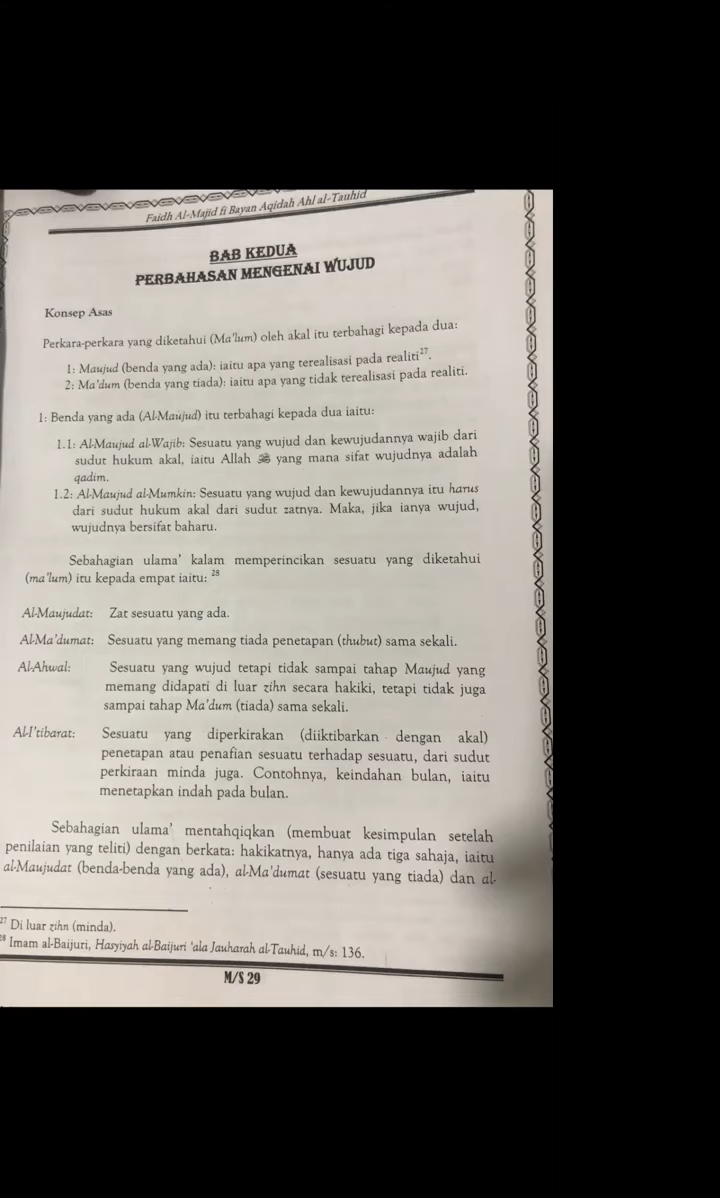 Faidh Al-Majid fi Bayan Aqidah Ahl al-Tauhid
BAB KEDUA
PERBAHASAN MENGENAI WUJUD
Konsep Asas
Perkara-perkara yang diketahui (Ma'lum) oleh akal itu terbahagi kepada dua:
1: Maujud (benda yang ada): iaitu apa yang terealisasi pada realiti27.
2: Ma'dum (benda yang tiada): iaitu apa yang tidak terealisasi pada realiti.
1: Benda yang ada (Al-Maujud) itu terbahagi kepada dua iaitu:
1.1: Al-Maujud al-Wajib: Sesuatu yang wujud dan kewujudannya wajib dari
sudut hukum akal, iaitu Allah ﷻ yang mana sifat wujudnya adalah
qadim.
1.2: Al-Maujud al-Mumkin: Sesuatu yang wujud dan kewujudannya itu harus
dari sudut hukum akal dari sudut zatnya. Maka, jika ianya wujud,
wujudnya bersifat baharu.
Sebahagian ulama' kalam memperincikan sesuatu yang diketahui
(ma'lum) itu kepada empat iaitu: 28
Al-Maujudat: Zat sesuatu yang ada.
Al-Ma'dumat: Sesuatu yang memang tiada penetapan (thubut) sama sekali.
Al-Ahwal: Sesuatu yang wujud tetapi tidak sampai tahap Maujud yang
memang didapati di luar zihn secara hakiki, tetapi tidak juga
sampai tahap Ma'dum (tiada) sama sekali.
Al-I'tibarat: Sesuatu yang diperkirakan (diiktibarkan dengan akal)
penetapan atau penafian sesuatu terhadap sesuatu, dari sudut
perkiraan minda juga. Contohnya, keindahan bulan, iaitu
menetapkan indah pada bulan.
Sebahagian ulama' mentahqiqkan (membuat kesimpulan setelah
penilaian yang teliti) dengan berkata: hakikatnya, hanya ada tiga sahaja, iaitu
al-Maujudat (benda-benda yang ada), al-Ma'dumat (sesuatu yang tiada) dan al-
27 Di luar zihn (minda).
28 Imam al-Baijuri, Hasyiyah al-Baijuri 'ala Jauharah al-Tauhid, m/s: 136.
M/S 29